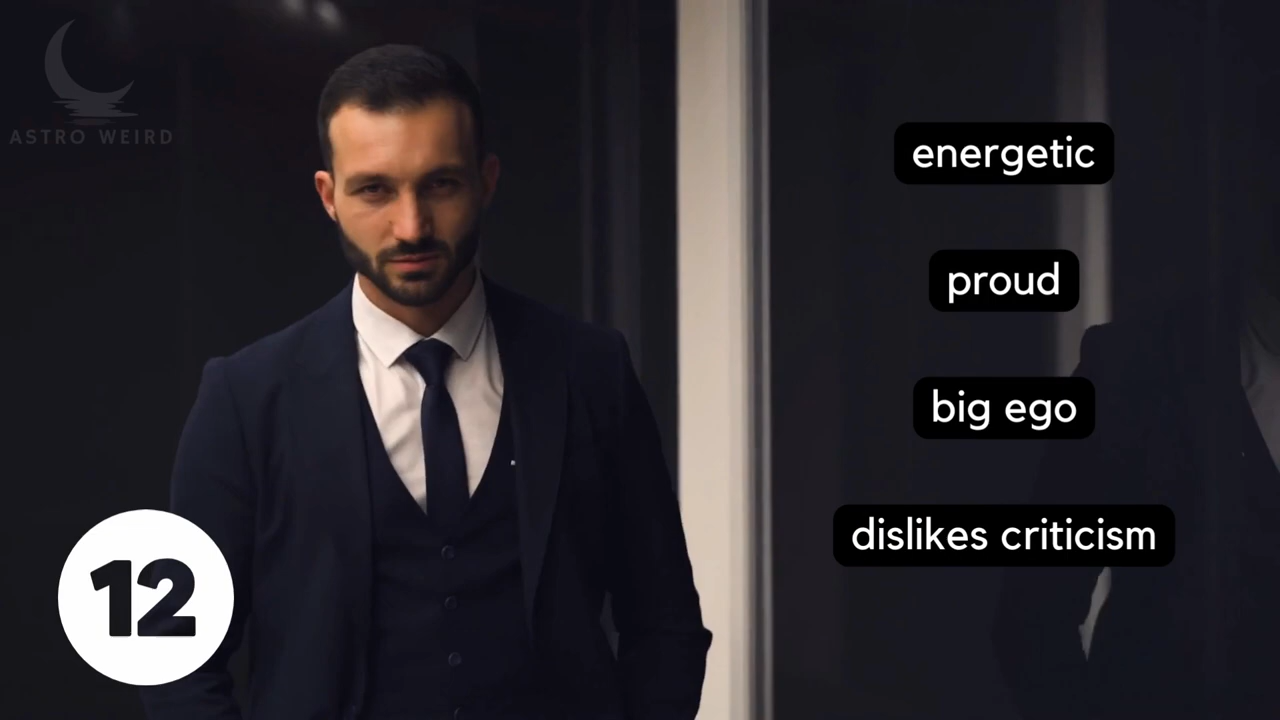 ASTRO WEIRD
energetic
proud
big ego
dislikes criticism
12